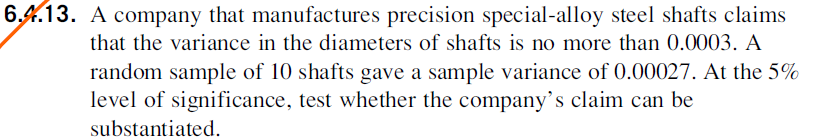 6.4.13. A company that manufactures precision special-alloy steel shafts claims
that the variance in the diameters of shafts is no more than 0.0003. A
random sample of 10 shafts gave a sample variance of 0.00027. At the 5%
level of significance, test whether the company's claim can be
substantiated.